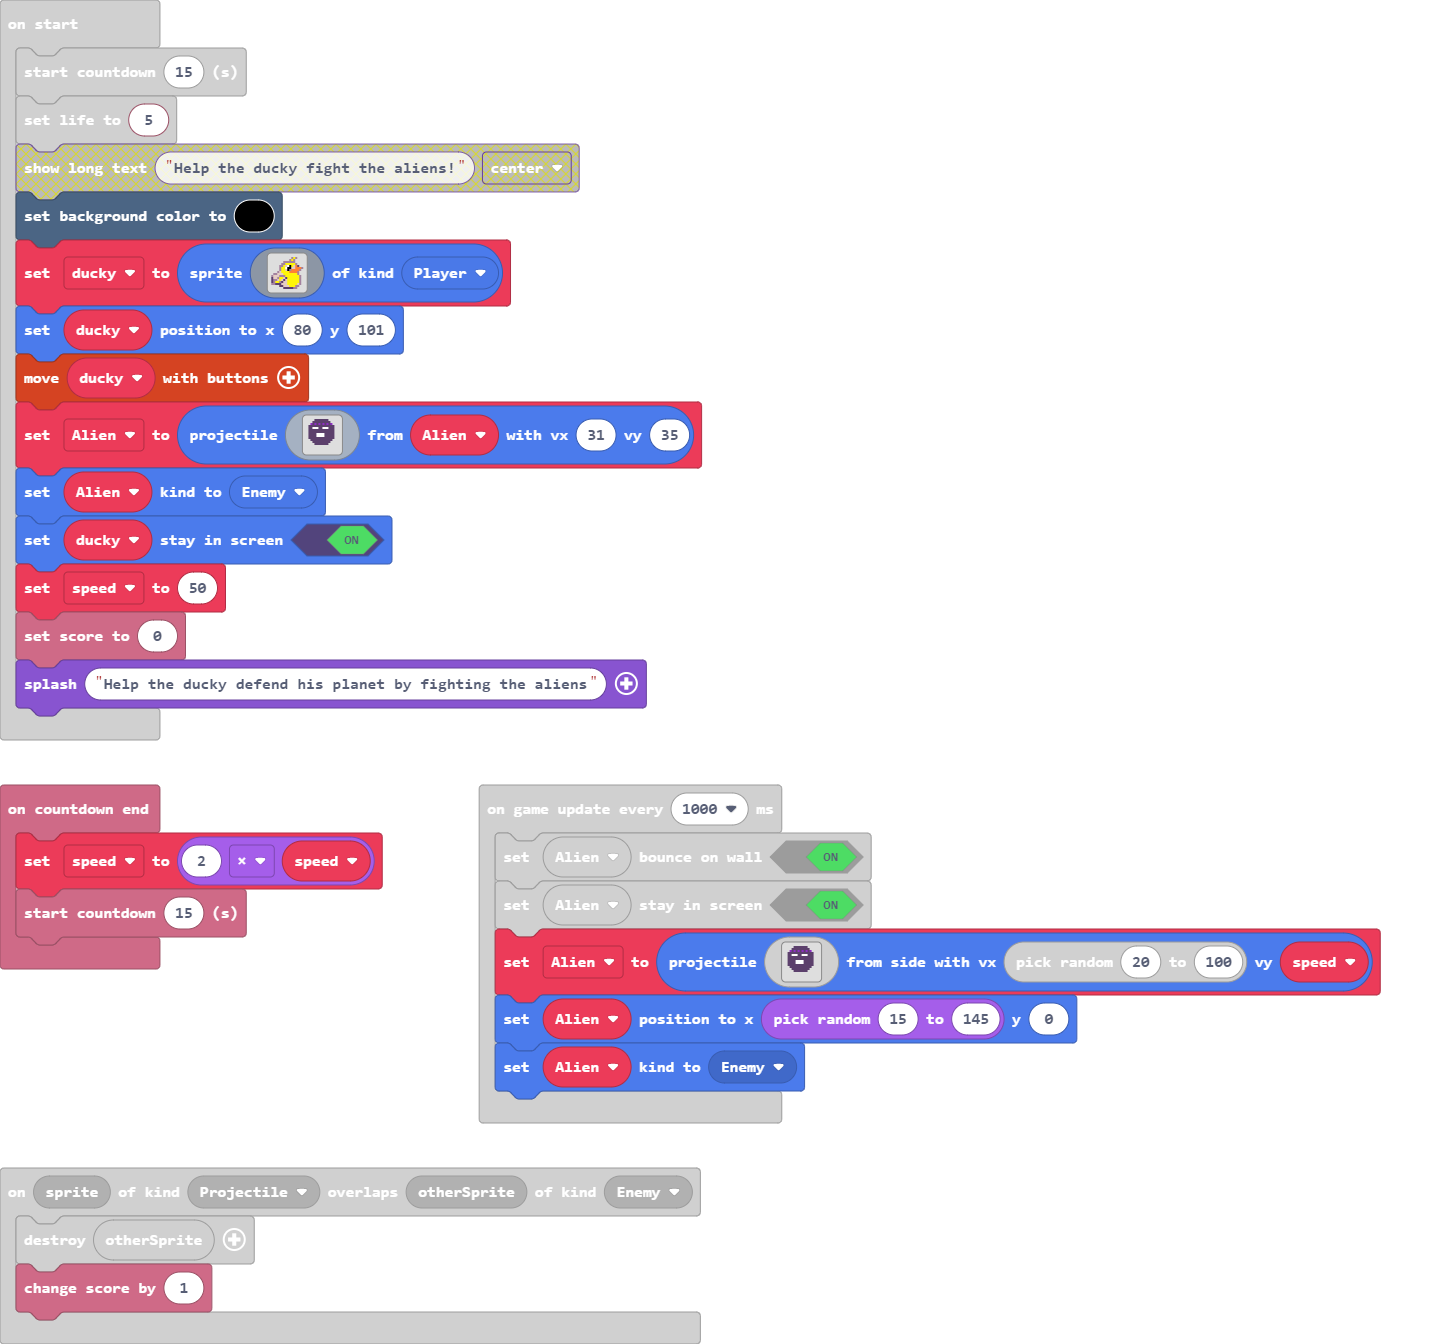 on start
start countdown 15 (s)
set life to 5
show long text "Help the ducky fight the aliens!" center
set background color to
set ducky to sprite of kind Player
set ducky position to x 80 y 101
move ducky with buttons
set Alien to projectile from Alien with vx 31 vy 35
set Alien kind to Enemy
set ducky stay in screen ON
set speed to 50
set score to 0
splash "Help the ducky defend his planet by fighting the aliens"
on countdown end
set speed to 2 × speed
start countdown 15 (s)
on game update every 1000 ms
set Alien bounce on wall ON
set Alien stay in screen ON
set Alien to projectile from side with vx pick random 20 to 100 vy speed
set Alien position to x pick random 15 to 145 y 0
set Alien kind to Enemy
on sprite of kind Projectile overlaps otherSprite of kind Enemy
destroy otherSprite
change score by 1